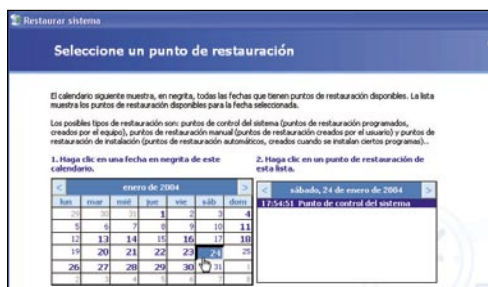 Restaurar sistema
Seleccione un punto de restauración
El calendario siguiente muestra, en negrita, todas las fechas que tienen puntos de restauración disponibles. La lista
muestra los puntos de restauración disponibles para la fecha seleccionada.
Los posibles tipos de restauración son: puntos de control del sistema (puntos de restauración programados,
creados por el equipo), puntos de restauración manual (puntos de restauración creados por el usuario) y puntos de
restauración de instalación (puntos de restauración automáticos, creados cuando se instalan ciertos programas)..
1. Haga clic en una fecha en negrita de este
calendario.
2. Haga clic en un punto de restauración de
esta lista.
< enero de 2004 >
lun mar mié jue vie sáb dom
29 30 31 1 2 3 4
5 6 7 8 9 10 11
12 13 14 15 16 17 18
19 20 21 22 23 24 25
26 27 28 29 30 31 1
2 3 4 5 6 7 8
< sábado, 24 de enero de 2004 >
17:54:51 Punto de control del sistema